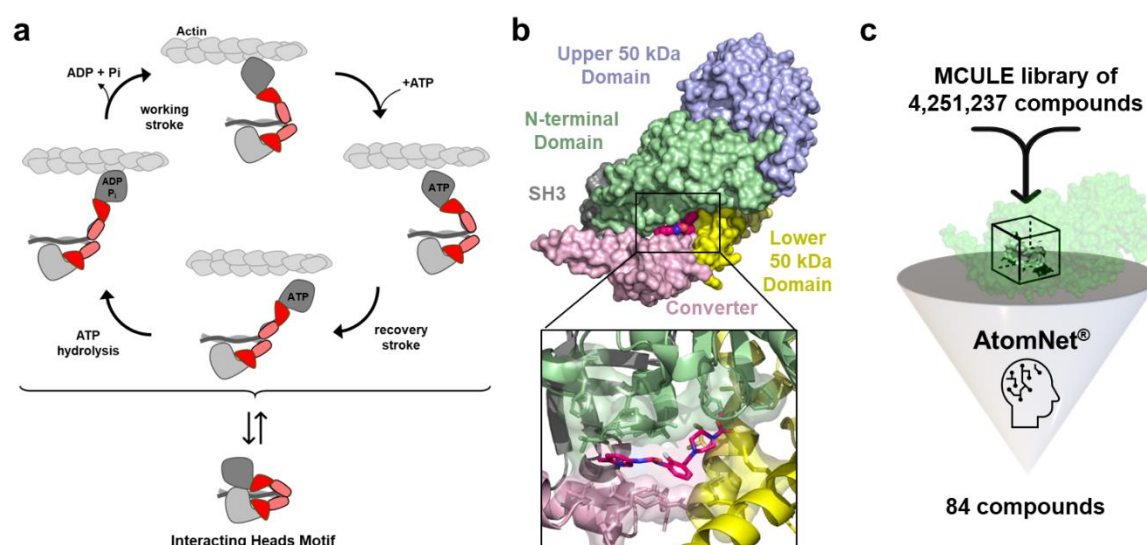 a
Actin
ADP + Pi
working
stroke
+ATP
ADP
Pi
ATP
ATP
ATP
hydrolysis
recovery
stroke
Interacting Heads Motif
b
Upper 50 kDa
Domain
N-terminal
Domain
SH3
Lower
50 kDa
Domain
Converter
c
MCULE library of
4,251,237 compounds
AtomNet®
84 compounds